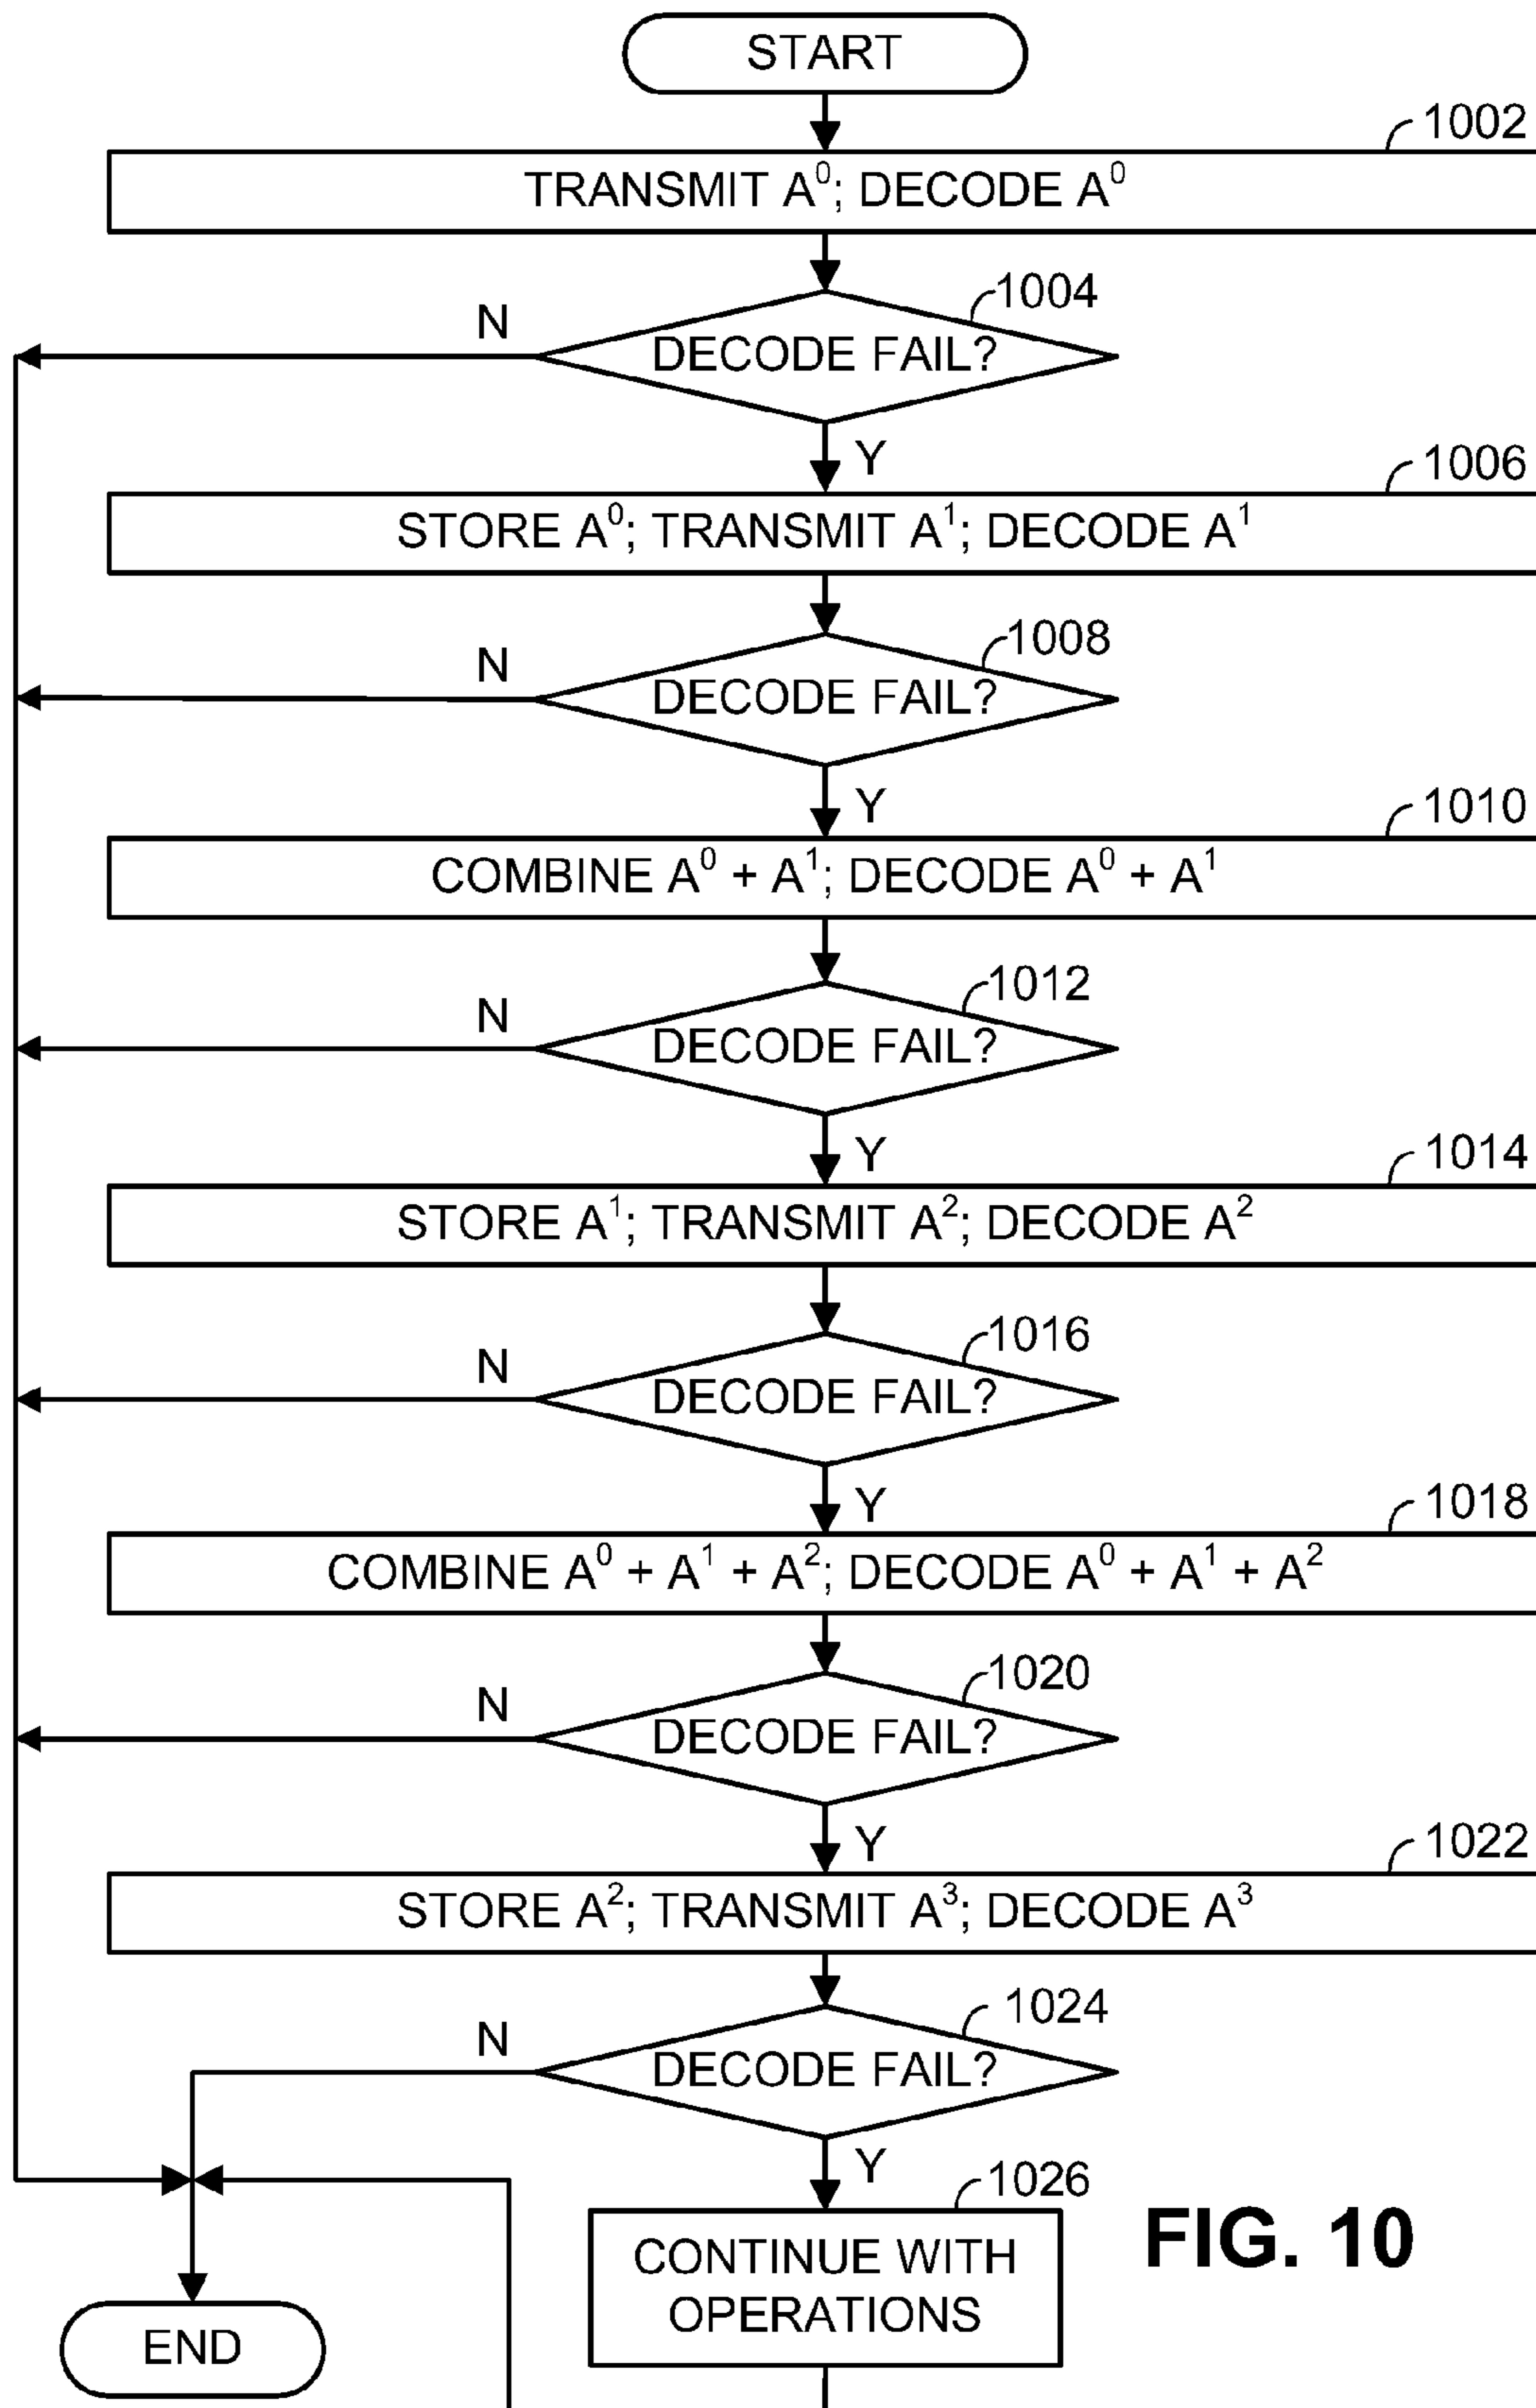 START
1002
TRANSMIT A⁰; DECODE A⁰
1004
N
DECODE FAIL?
Y
1006
STORE A⁰; TRANSMIT A¹; DECODE A¹
1008
N
DECODE FAIL?
Y
1010
COMBINE A⁰ + A¹; DECODE A⁰ + A¹
1012
N
DECODE FAIL?
Y
1014
STORE A¹; TRANSMIT A²; DECODE A²
1016
N
DECODE FAIL?
Y
1018
COMBINE A⁰ + A¹ + A²; DECODE A⁰ + A¹ + A²
1020
N
DECODE FAIL?
Y
1022
STORE A²; TRANSMIT A³; DECODE A³
1024
N
DECODE FAIL?
Y
1026
CONTINUE WITH
OPERATIONS
FIG. 10
END